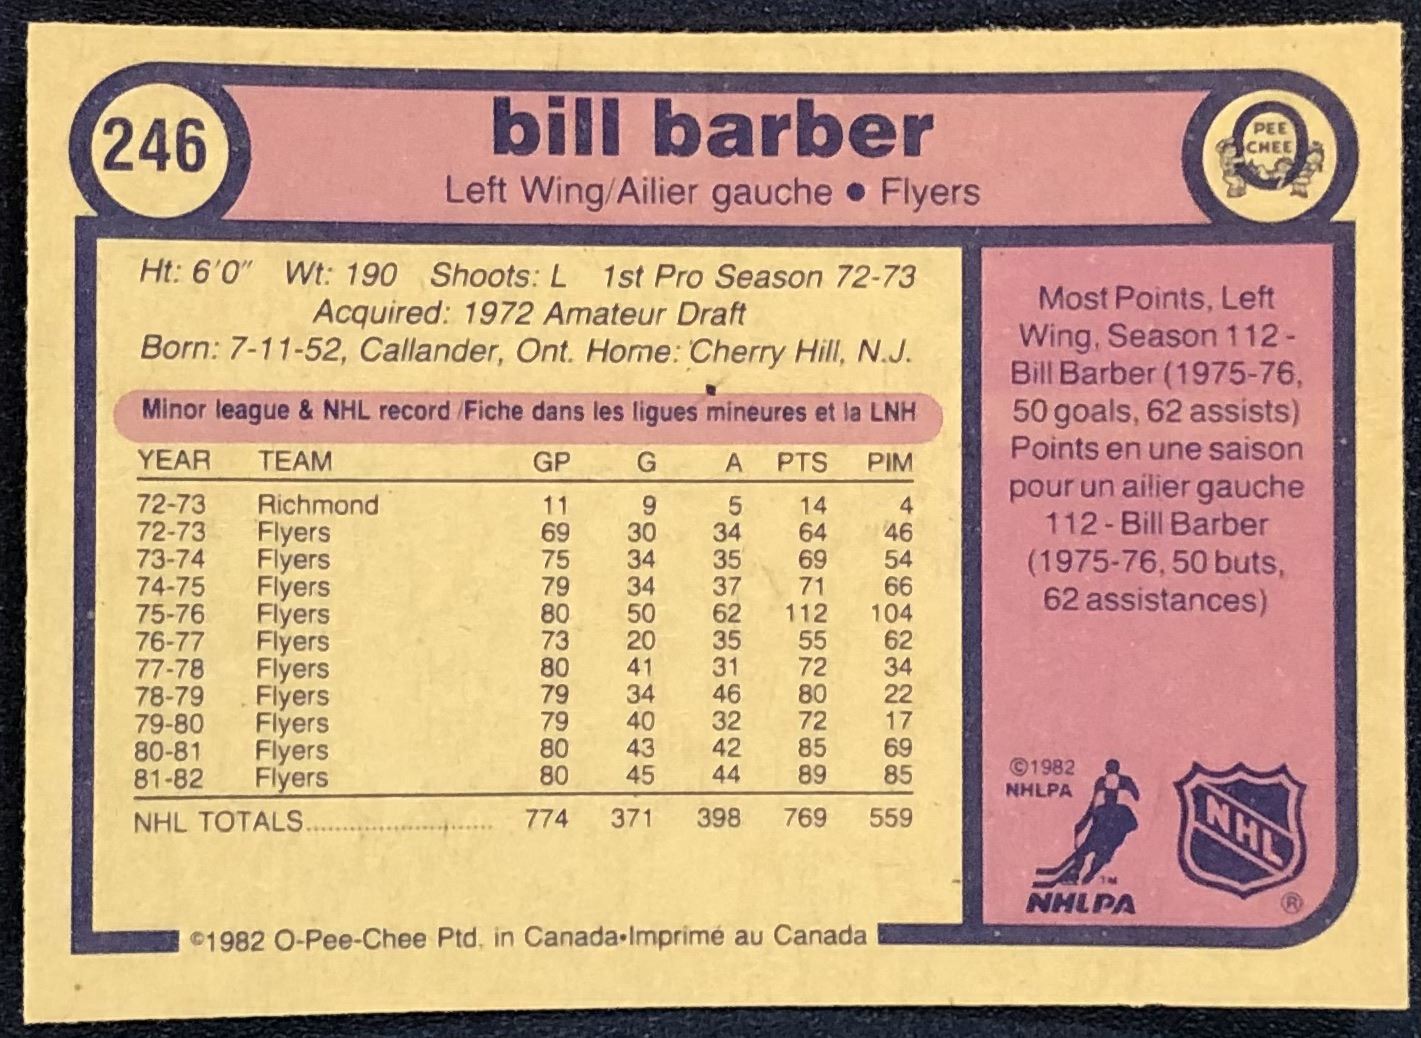 246
bill barber
PEE
CHEE
Left Wing/Ailier gauche • Flyers
Ht: 6'0" Wt: 190 Shoots: L 1st Pro Season 72-73
Acquired: 1972 Amateur Draft
Born: 7-11-52, Callander, Ont. Home: Cherry Hill, N.J.
Minor league & NHL record/Fiche dans les ligues mineures et la LNH
YEAR TEAM GP G A PTS PIM
72-73 Richmond 11 9 5 14 4
72-73 Flyers 69 30 34 64 46
73-74 Flyers 75 34 35 69 54
74-75 Flyers 79 34 37 71 66
75-76 Flyers 80 50 62 112 104
76-77 Flyers 73 20 35 55 62
77-78 Flyers 80 41 31 72 34
78-79 Flyers 79 34 46 80 22
79-80 Flyers 79 40 32 72 17
80-81 Flyers 80 43 42 85 69
81-82 Flyers 80 45 44 89 85
NHL TOTALS...................... 774 371 398 769 559
Most Points, Left
Wing, Season 112 -
Bill Barber (1975-76,
50 goals, 62 assists)
Points en une saison
pour un ailier gauche
112 - Bill Barber
(1975-76, 50 buts,
62 assistances)
©1982
NHLPA
NHLPA
TM
NHL
®
©1982 O-Pee-Chee Ptd. in Canada•Imprimé au Canada